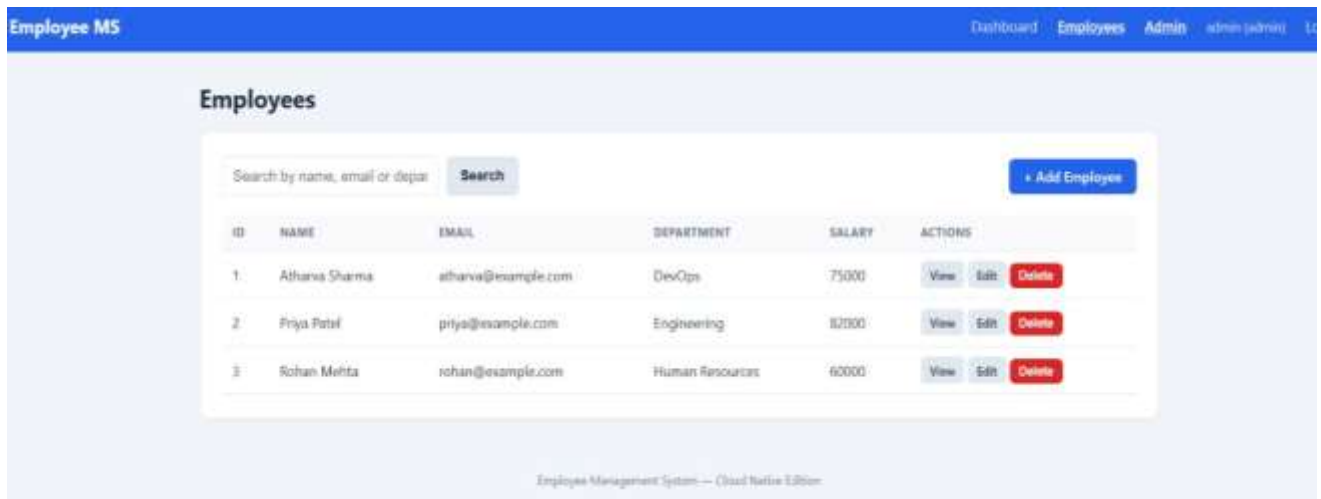 Employee MS Dashboard Employees Admin admin (admin) Lo
Employees
Search by name, email or depar Search + Add Employee
ID NAME EMAIL DEPARTMENT SALARY ACTIONS
1 Atharva Sharma atharva@example.com DevOps 75000 View Edit Delete
2 Priya Patel priya@example.com Engineering 82000 View Edit Delete
3 Rohan Mehta rohan@example.com Human Resources 60000 View Edit Delete
Employee Management System — Cloud Native Edition